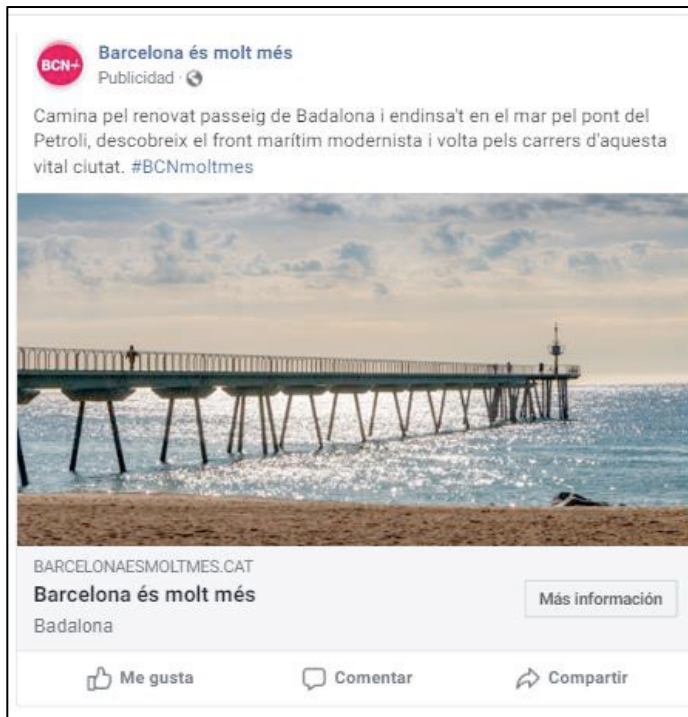 BCN+
Barcelona és molt més
Publicidad ·
Camina pel renovat passeig de Badalona i endinsa't en el mar pel pont del
Petroli, descobreix el front marítim modernista i volta pels carrers d'aquesta
vital ciutat. #BCNmoltmes
BARCELONAESMOLTMES.CAT
Barcelona és molt més
Más información
Badalona
Me gusta
Comentar
Compartir